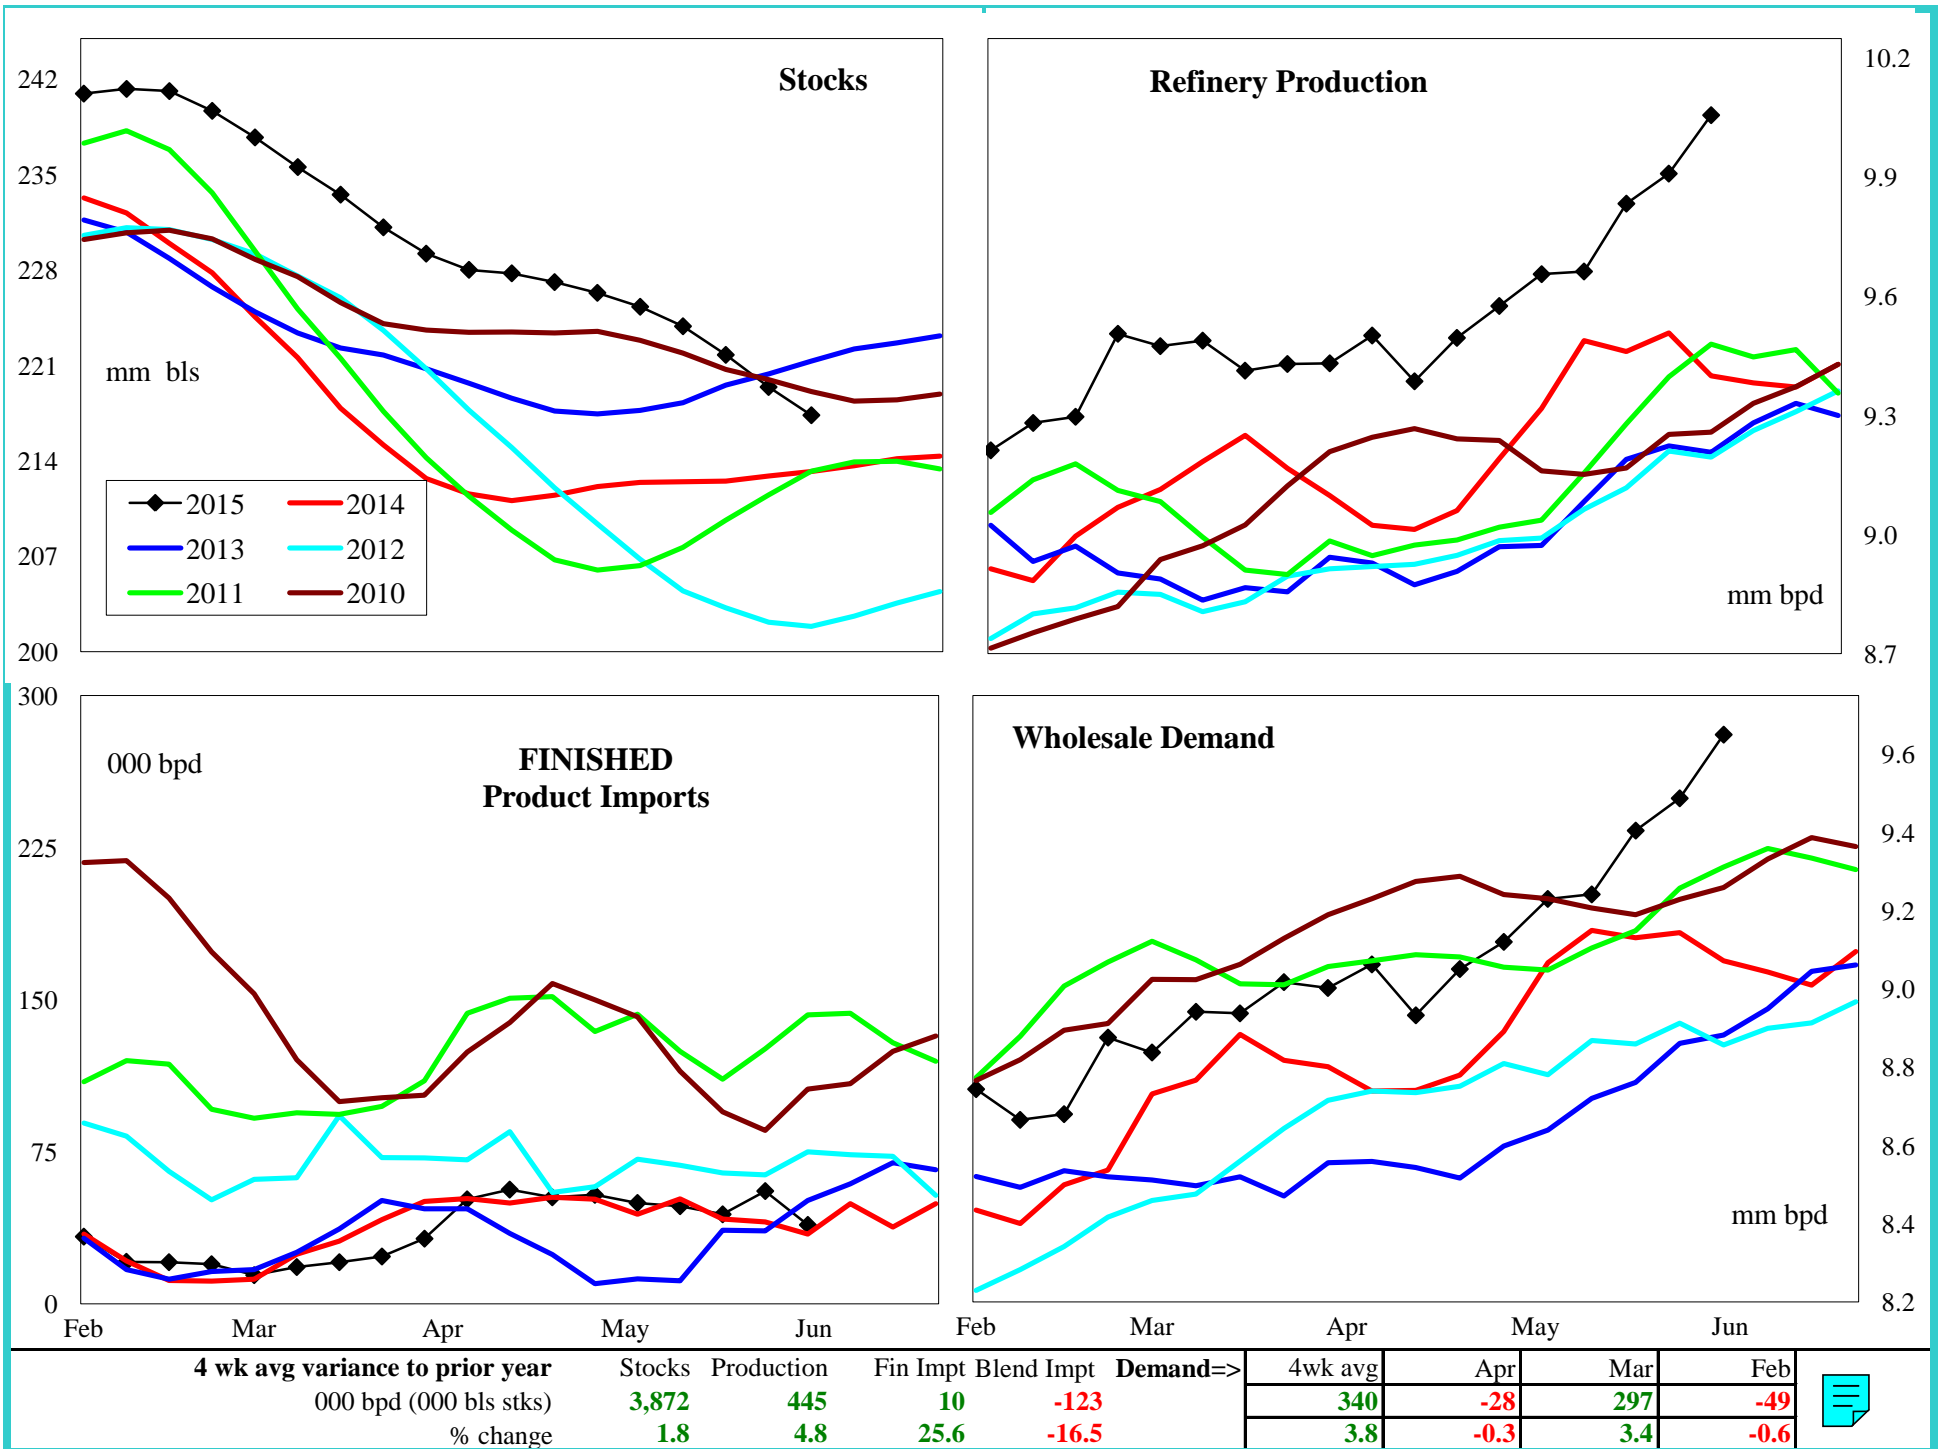 Stocks
242
235
228
221
214
207
200
mm bls
2015 2014
2013 2012
2011 2010
Refinery Production
10.2
9.9
9.6
9.3
9.0
8.7
mm bpd
300
225
150
75
0
000 bpd
FINISHED
Product Imports
Feb Mar Apr May Jun
Wholesale Demand
9.6
9.4
9.2
9.0
8.8
8.6
8.4
8.2
mm bpd
Feb Mar Apr May Jun
4 wk avg variance to prior year Stocks Production Fin Impt Blend Impt Demand=> 4wk avg Apr Mar Feb
000 bpd (000 bls stks) 3,872 445 10 -123 340 -28 297 -49
% change 1.8 4.8 25.6 -16.5 3.8 -0.3 3.4 -0.6